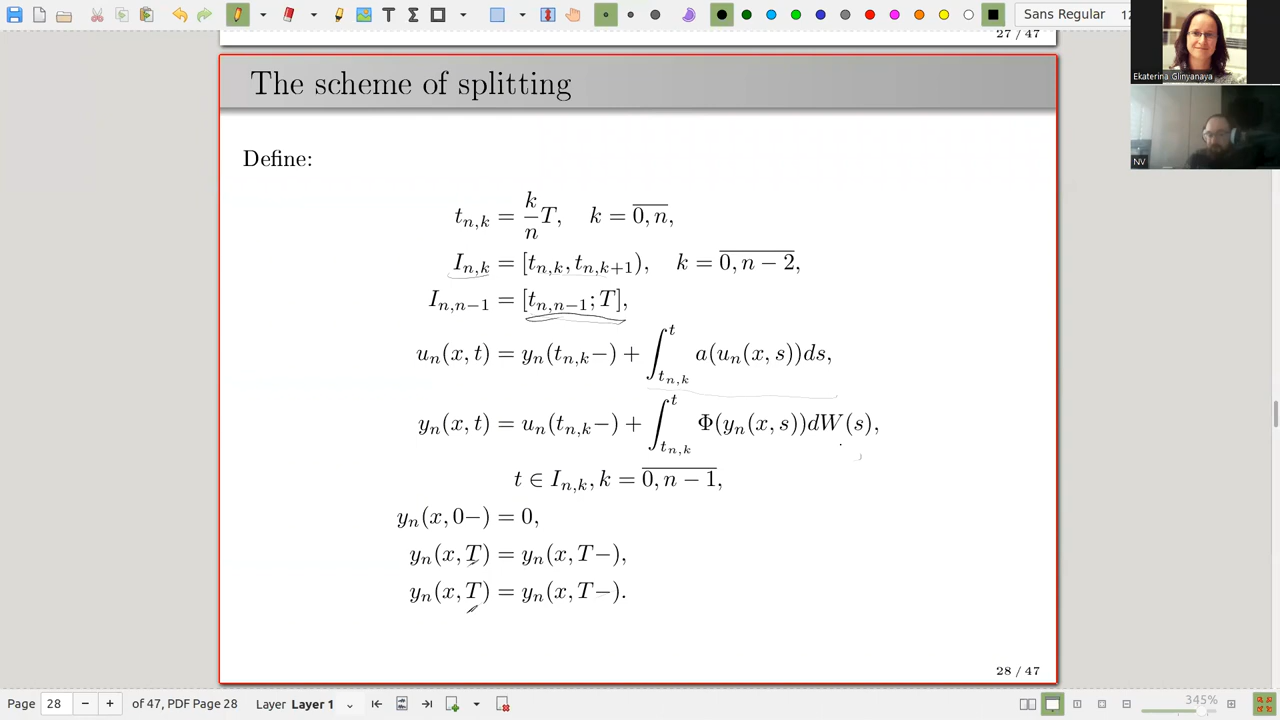 Sans Regular 12
27 / 47
The scheme of splitting
Define:
t_{n,k} = \frac{k}{n}T, k = \overline{0, n},
I_{n,k} = [t_{n,k}, t_{n,k+1}), k = \overline{0, n − 2},
I_{n,n−1} = [t_{n,n−1}; T],
u_n(x, t) = y_n(t_{n,k}−) + \int_{t_{n,k}}^{t} a(u_n(x, s))ds,
y_n(x, t) = u_n(t_{n,k}−) + \int_{t_{n,k}}^{t} Φ(y_n(x, s))dW(s),
t ∈ I_{n,k}, k = \overline{0, n − 1},
y_n(x, 0−) = 0,
y_n(x, T) = y_n(x, T−),
y_n(x, T) = y_n(x, T−).
28 / 47
Ekaterina Glinyanaya
NV
Page 28 of 47, PDF Page 28 Layer Layer 1 345%